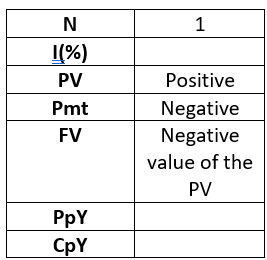 N 1
I(%)
PV Positive
Pmt Negative
FV Negative
value of the
PV
PpY
CpY